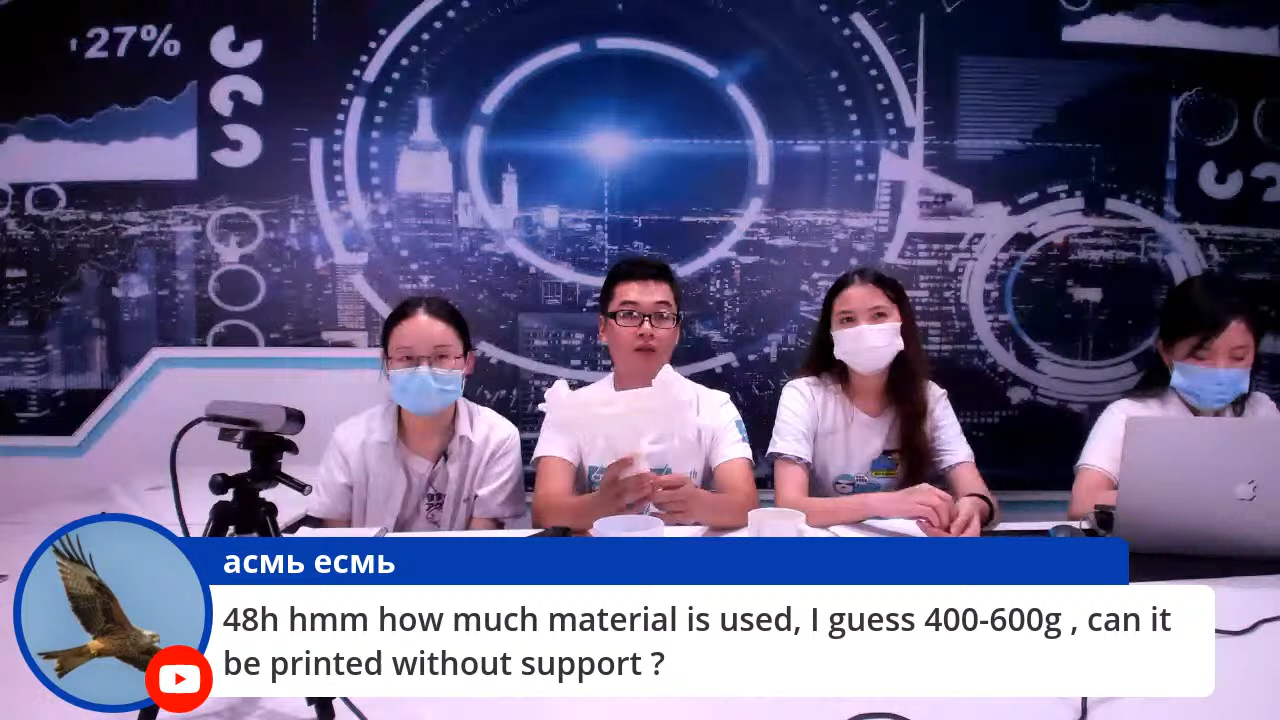 27%
асмь есмь
48h hmm how much material is used, I guess 400-600g , can it
be printed without support ?